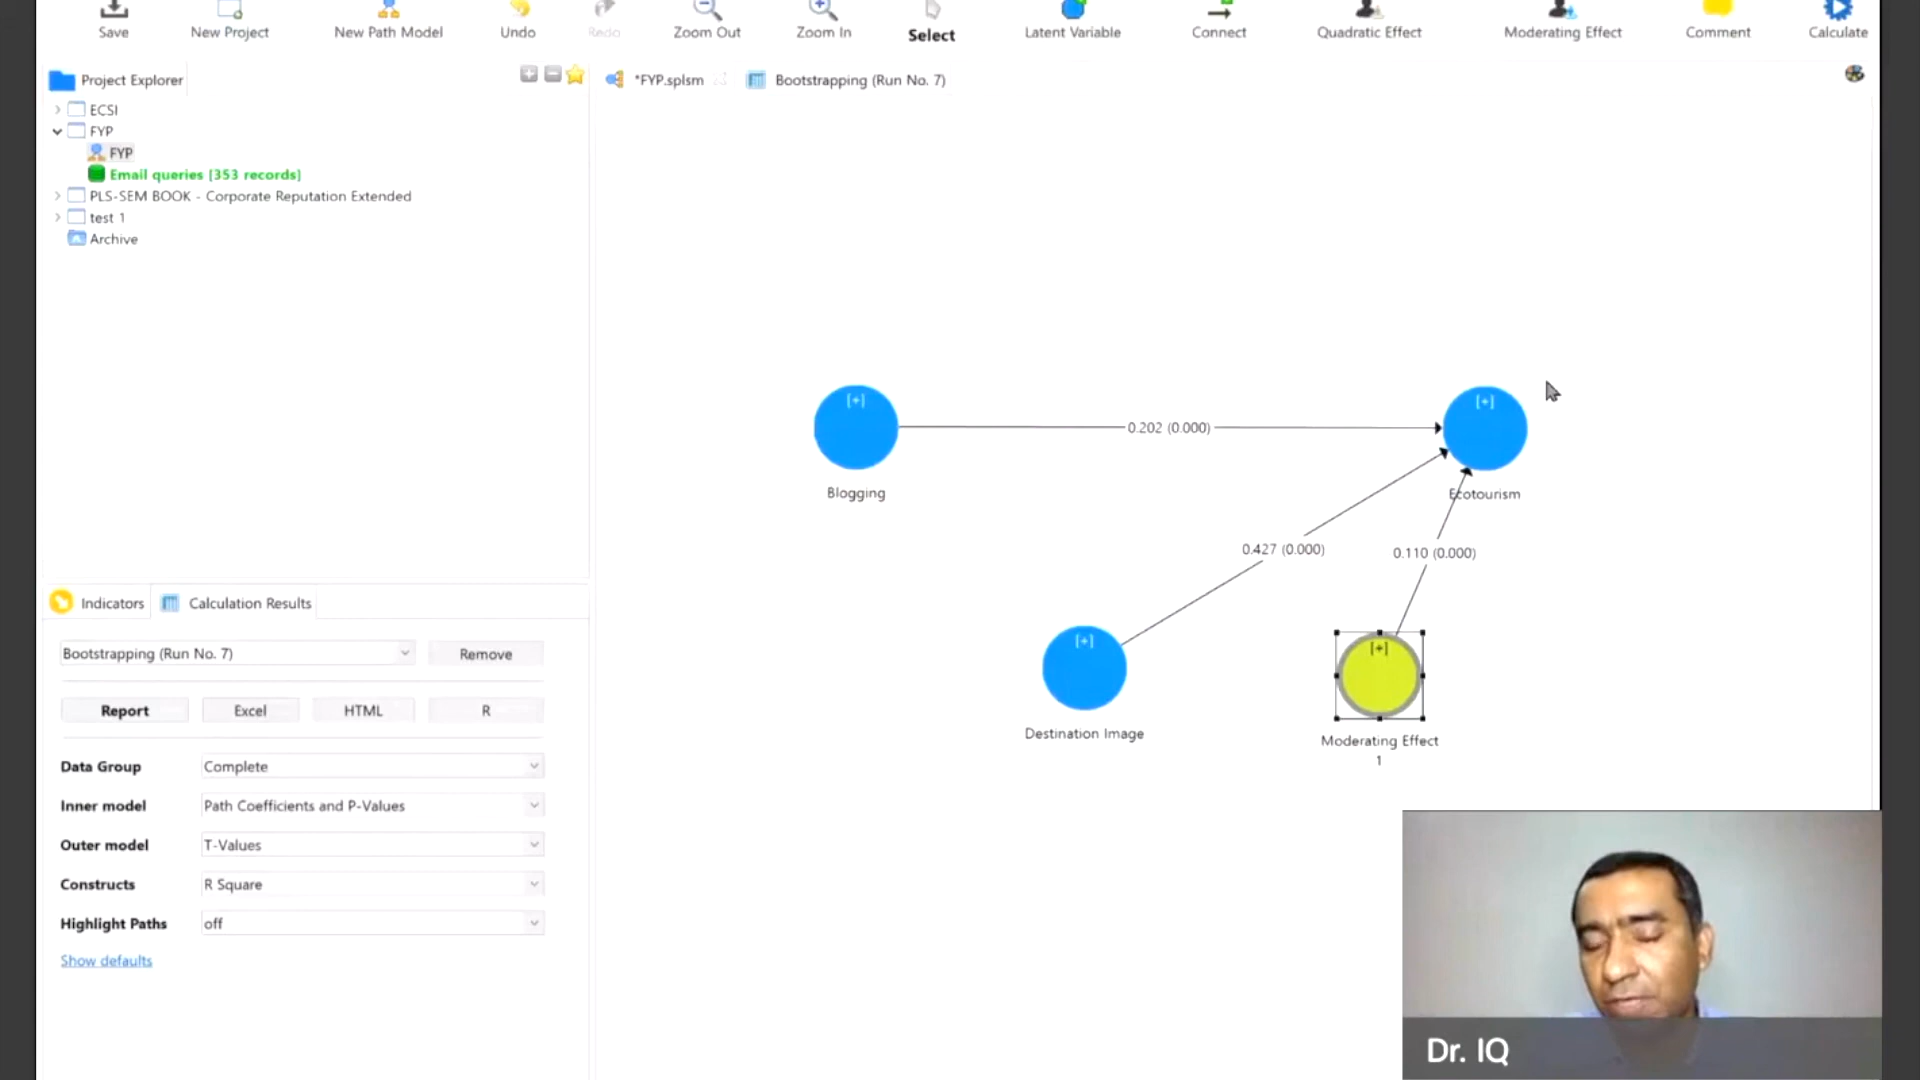 Save New Project New Path Model Undo Redo Zoom Out Zoom In Select Latent Variable Connect Quadratic Effect Moderating Effect Comment Calculate
Project Explorer
*FYP.splsm Bootstrapping (Run No. 7)
ECSI
FYP
FYP
Email queries [353 records]
PLS-SEM BOOK - Corporate Reputation Extended
test 1
Archive
[+]
[+]
0.202 (0.000)
Blogging
Ecotourism
0.427 (0.000)
0.110 (0.000)
[+]
[+]
Destination Image
Moderating Effect
1
Indicators Calculation Results
Bootstrapping (Run No. 7) Remove
Report Excel HTML R
Data Group Complete
Inner model Path Coefficients and P-Values
Outer model T-Values
Constructs R Square
Highlight Paths off
Show defaults
Dr. IQ